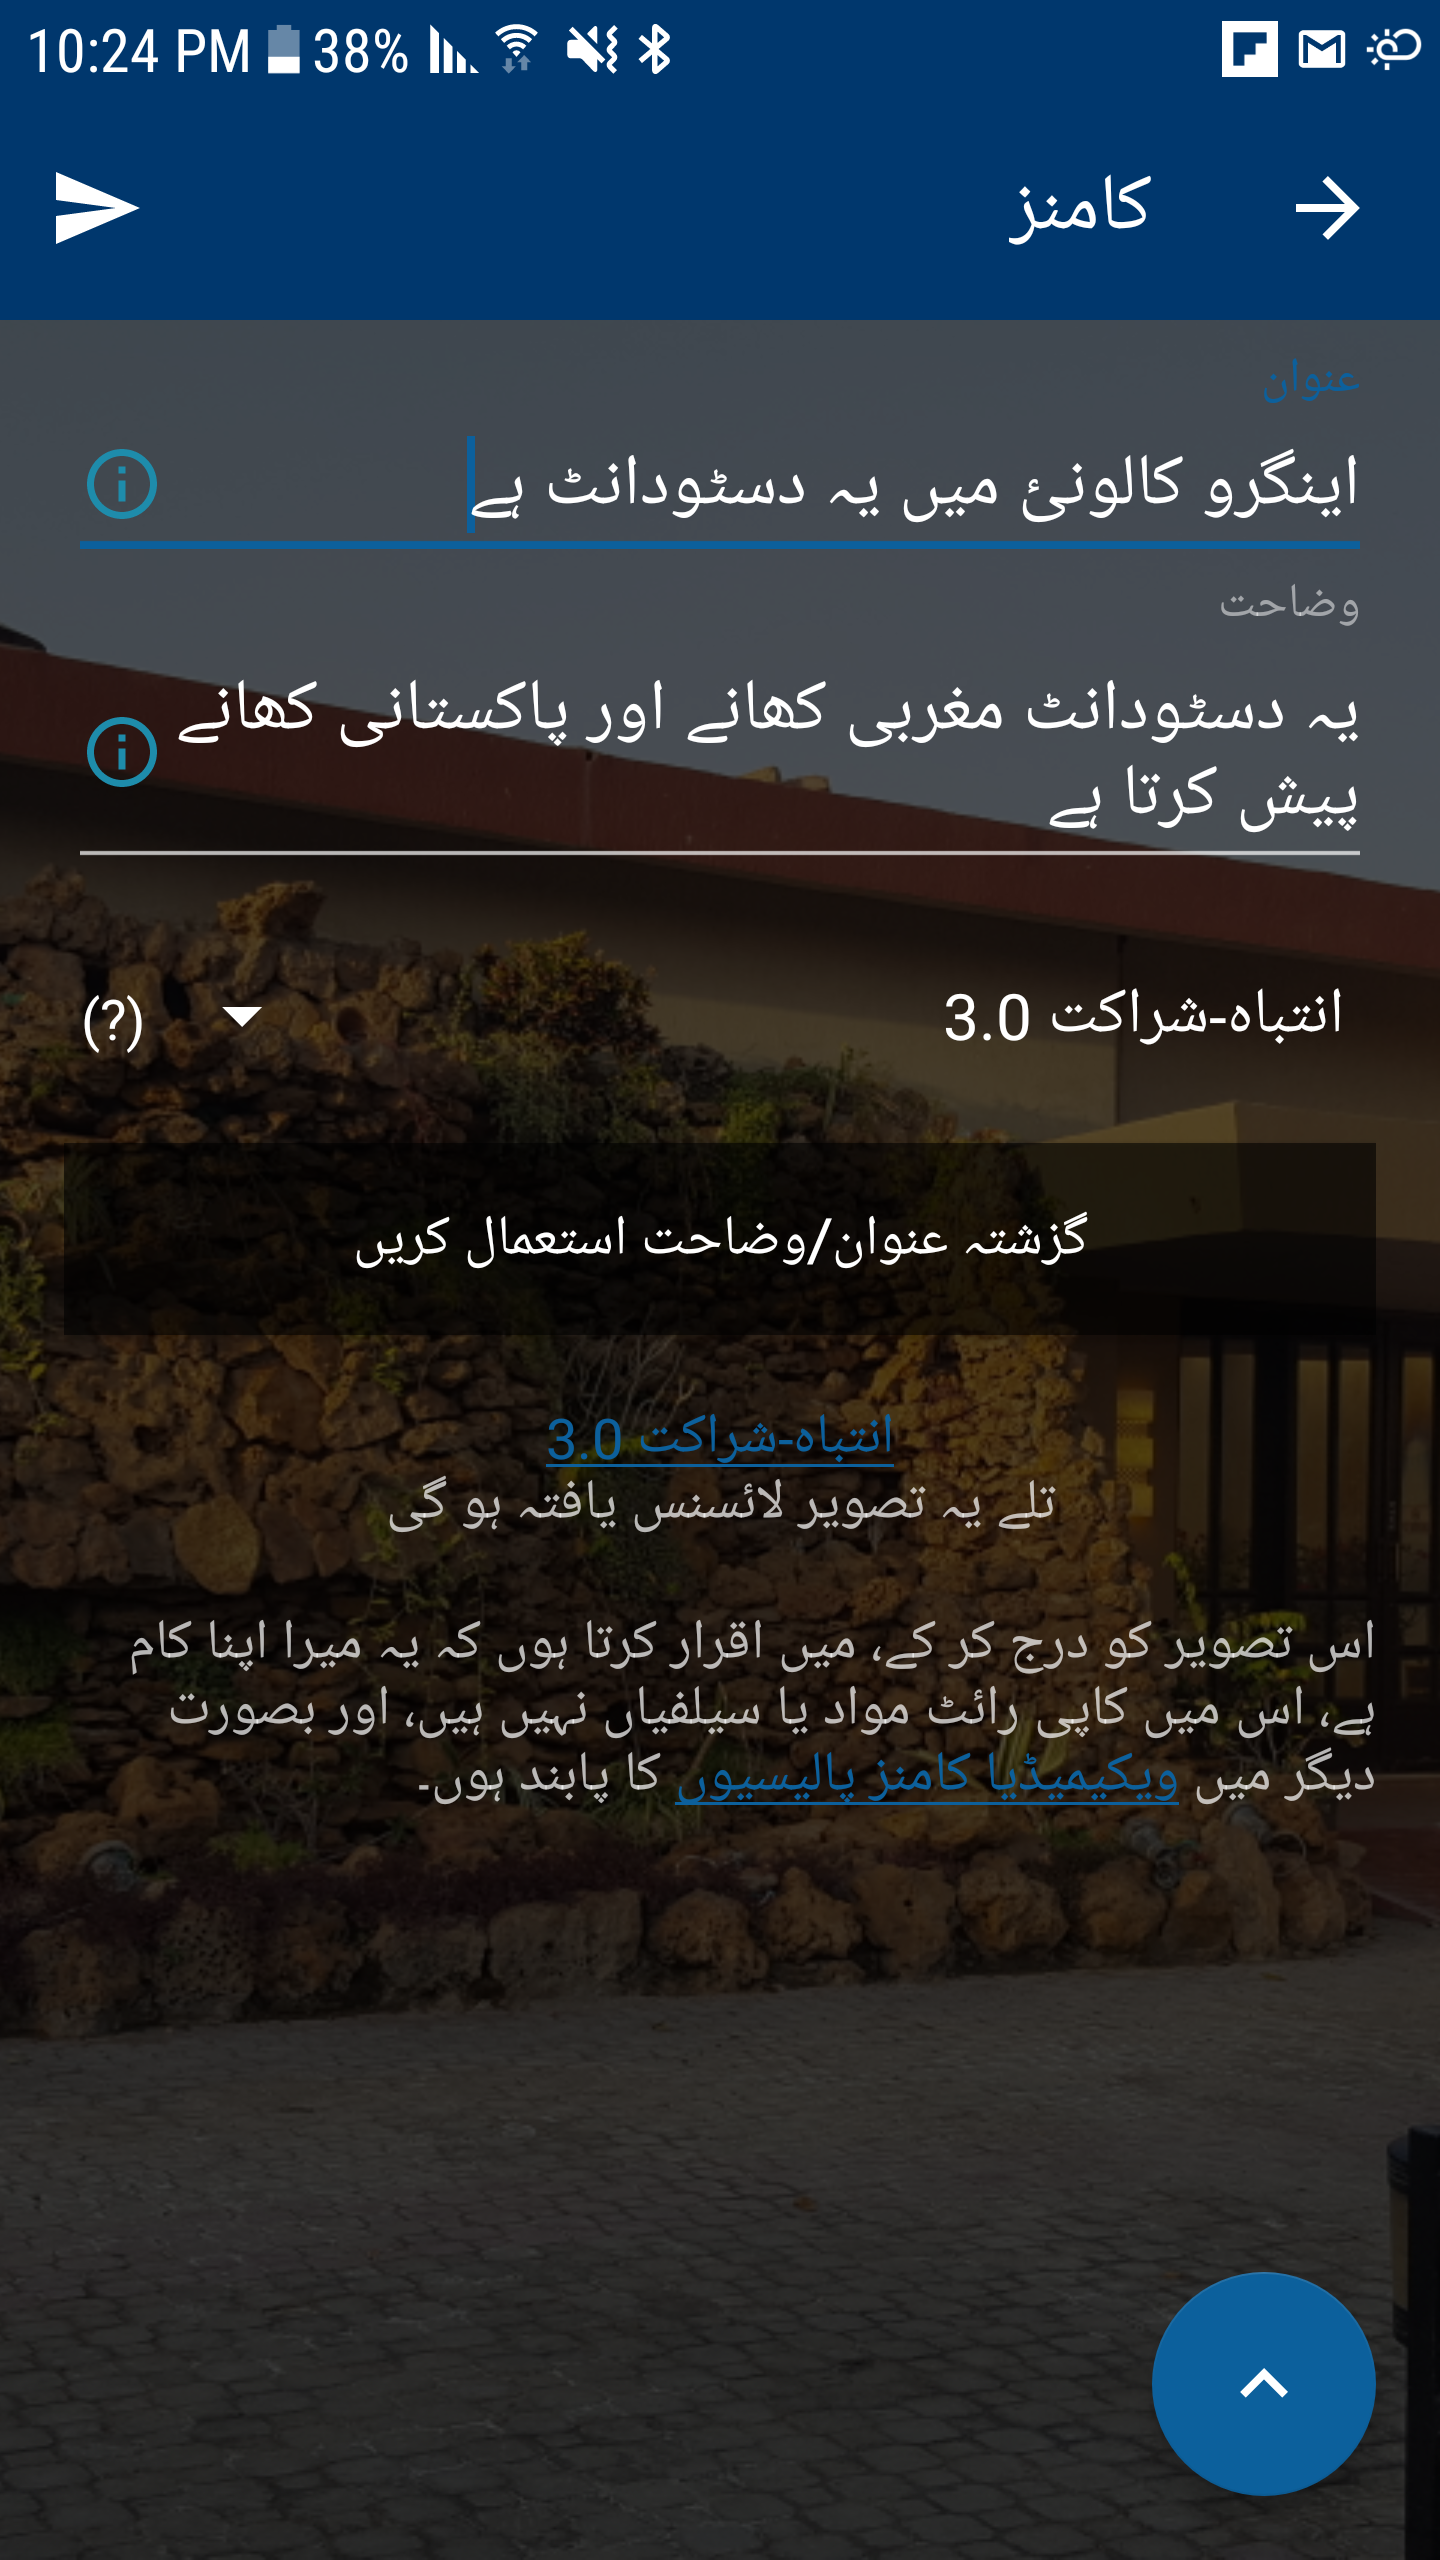 10:24 PM 38%
کامنز
عنوان
اینگرو کالونئ میں یہ دسٹودانٹ ہے
وضاحت
یہ دسٹودانٹ مغربی کھانے اور پاکستانی کھانے
پیش کرتا ہے
انتباہ-شراکت 3.0
(?)
گزشتہ عنوان/وضاحت استعمال کریں
انتباہ-شراکت 3.0
تلے یہ تصویر لائسنس یافتہ ہو گی
اس تصویر کو درج کر کے، میں اقرار کرتا ہوں کہ یہ میرا اپنا کام
ہے، اس میں کاپی رائٹ مواد یا سیلفیاں نہیں ہیں، اور بصورت
دیگر میں ویکیمیڈیا کامنز پالیسیوں کا پابند ہوں۔